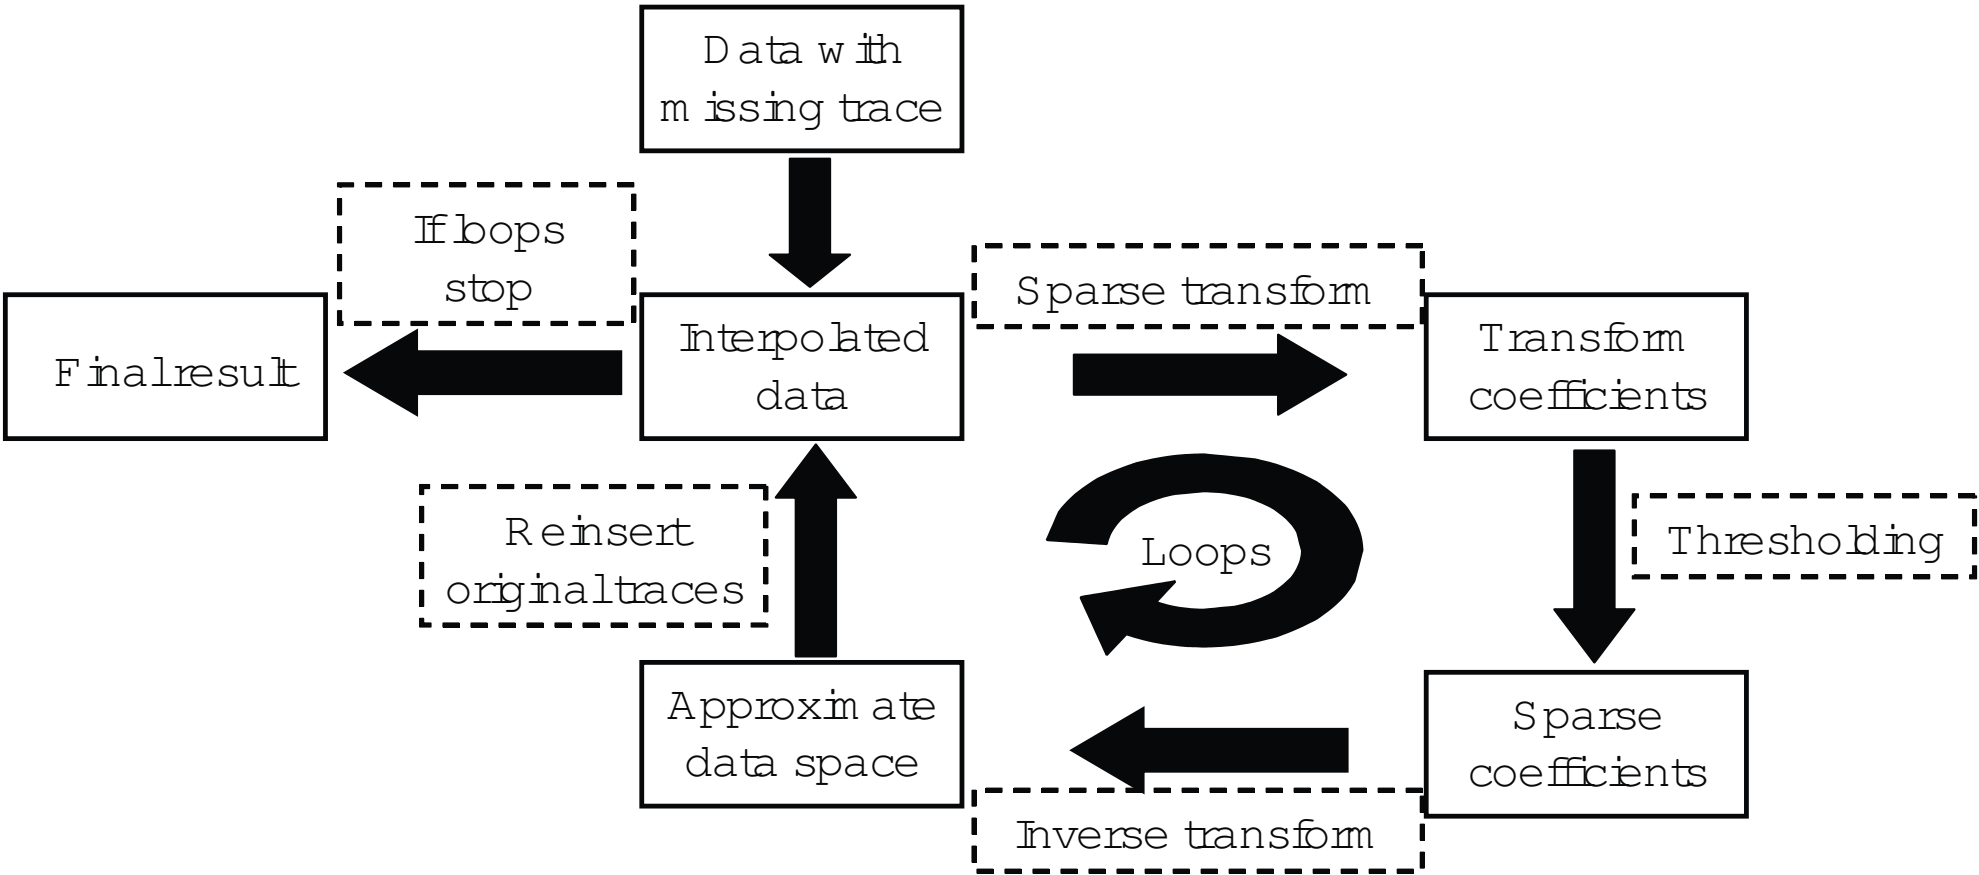 Data with
missing trace
If loops
stop
Sparse transform
Final result
Interpolated
data
Transform
coefficients
Reinsert
original traces
Loops
Thresholding
Approximate
data space
Sparse
coefficients
Inverse transform